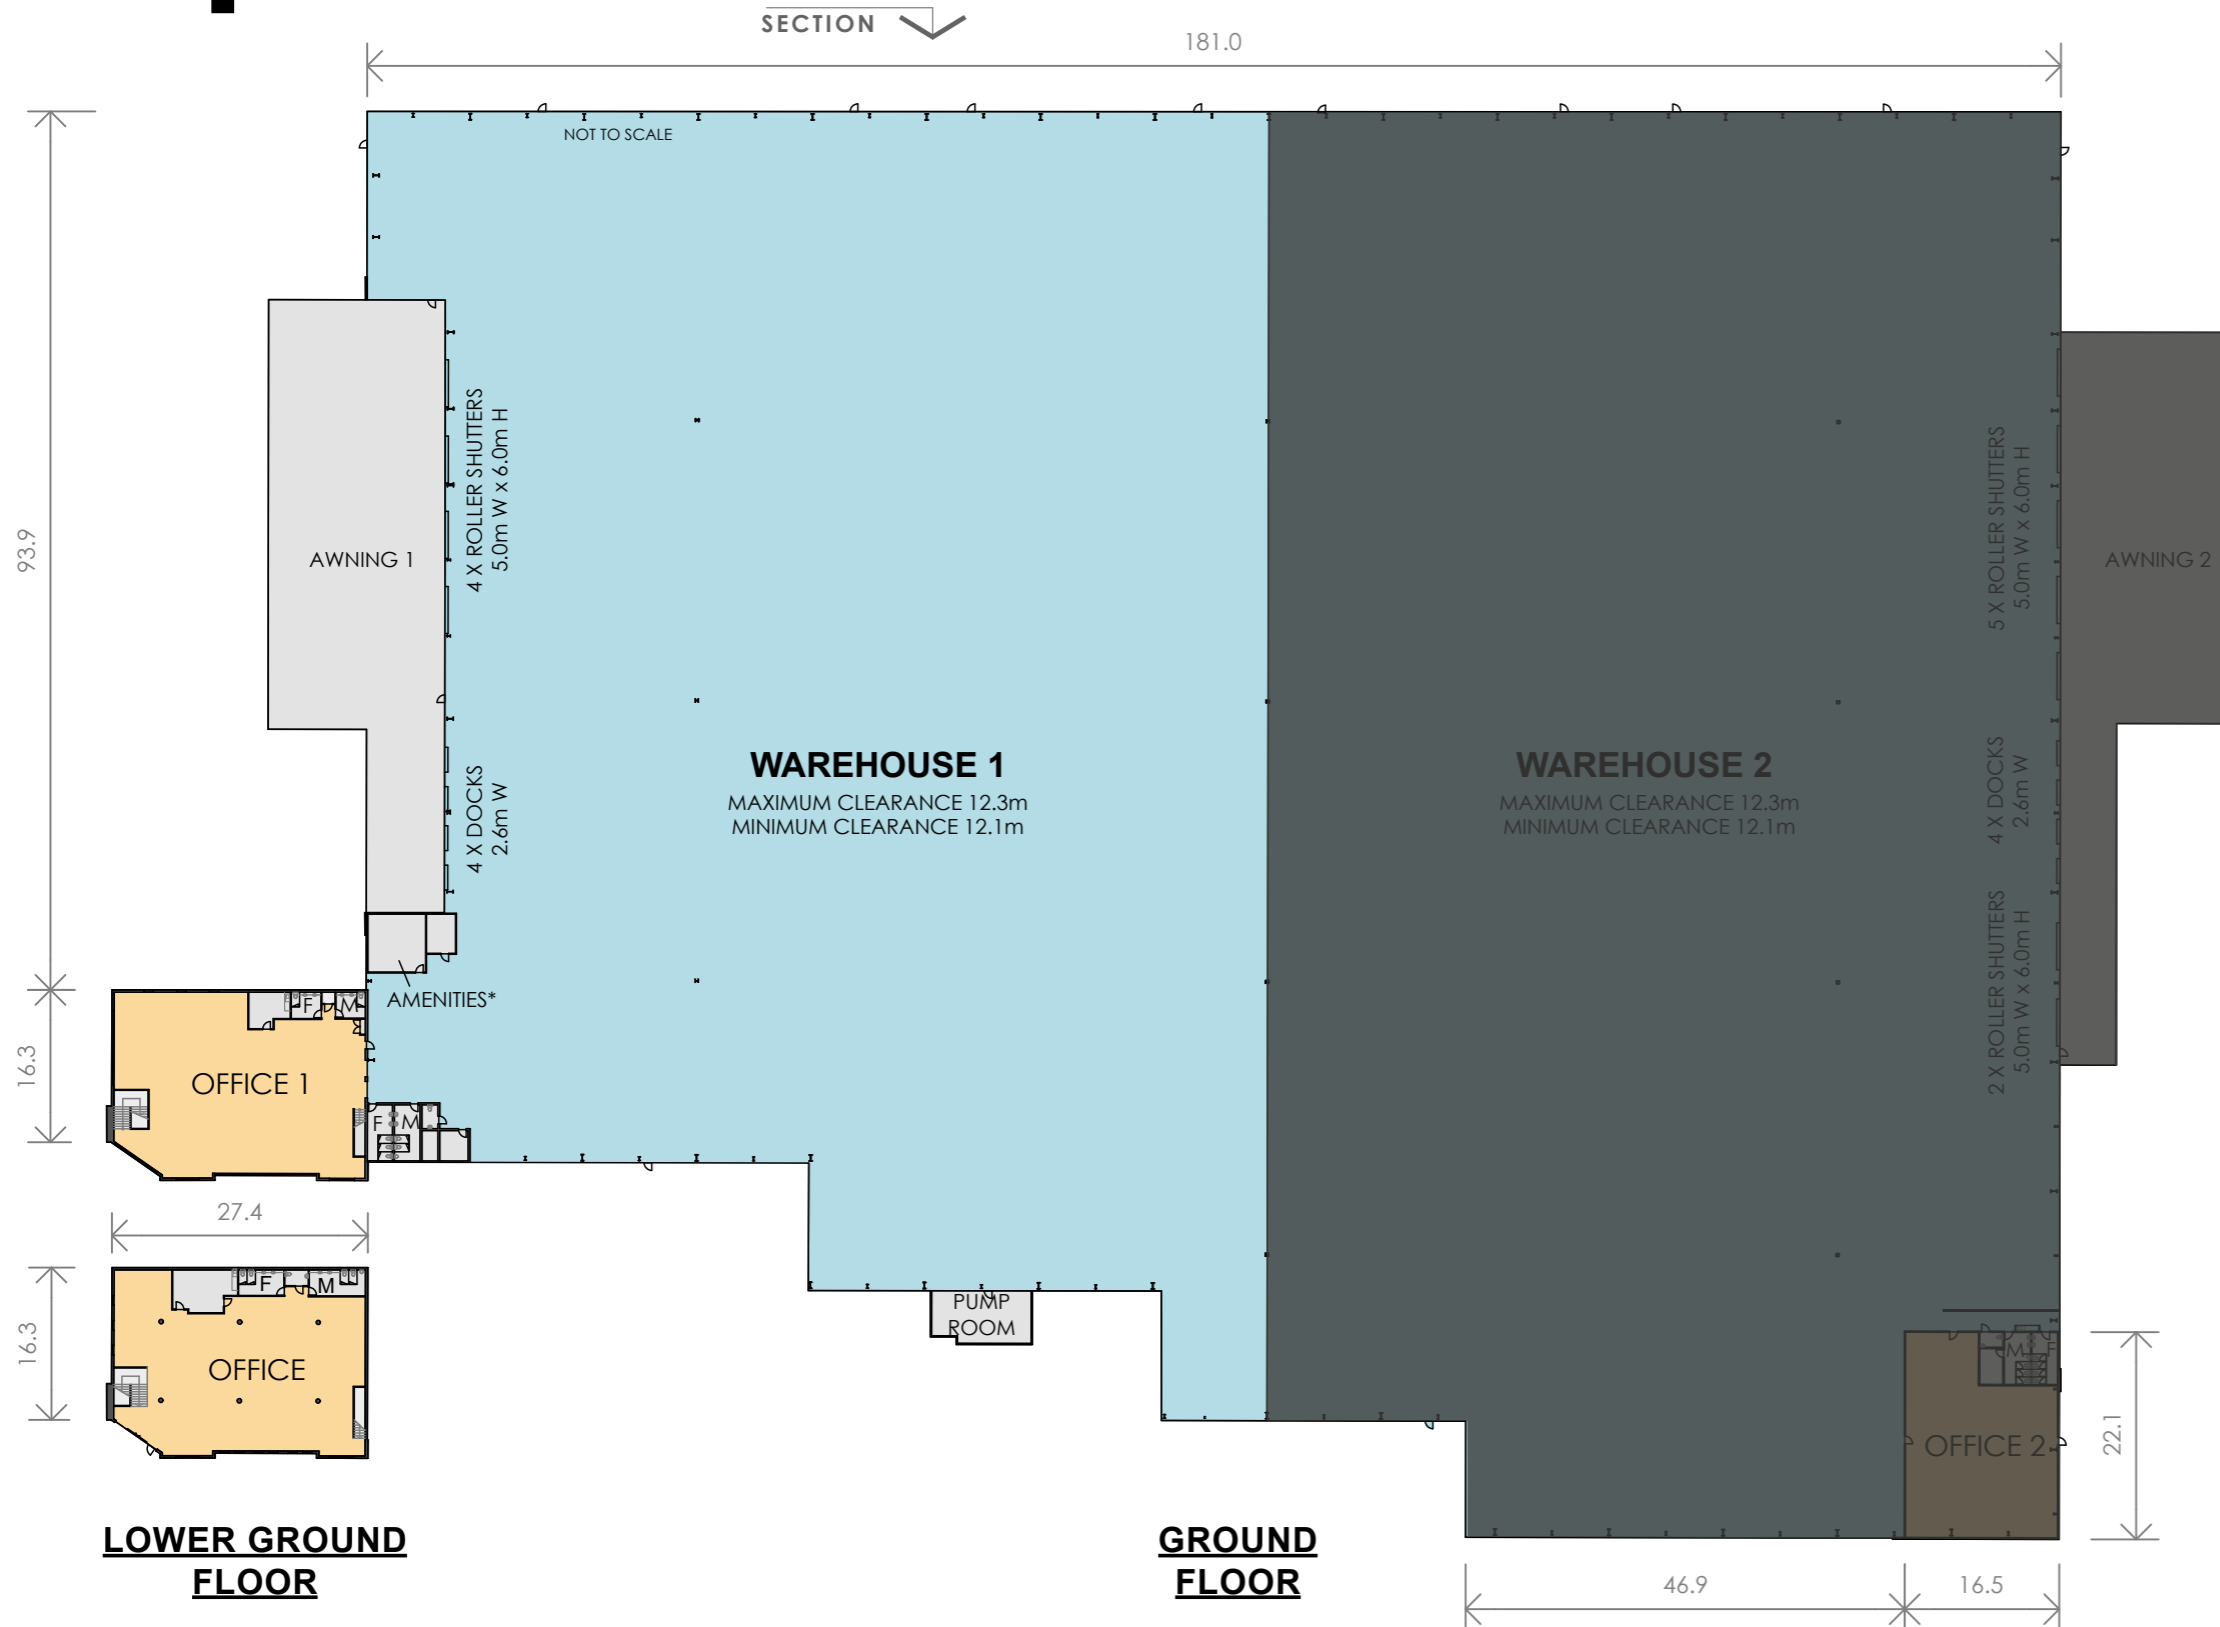 SECTION
181.0
NOT TO SCALE
93.9
AWNING 1
4 X ROLLER SHUTTERS
5.0m W x 6.0m H
5 X ROLLER SHUTTERS
5.0m W x 6.0m H
AWNING 2
WAREHOUSE 1
MAXIMUM CLEARANCE 12.3m
MINIMUM CLEARANCE 12.1m
WAREHOUSE 2
MAXIMUM CLEARANCE 12.3m
MINIMUM CLEARANCE 12.1m
4 X DOCKS
2.6m W
4 X DOCKS
2.6m W
2 X ROLLER SHUTTERS
5.0m W x 6.0m H
AMENITIES*
F
M
16.3
OFFICE 1
F
M
27.4
F
M
16.3
OFFICE
PUMP
ROOM
M
F
OFFICE 2
22.1
LOWER GROUND
FLOOR
GROUND
FLOOR
46.9
16.5